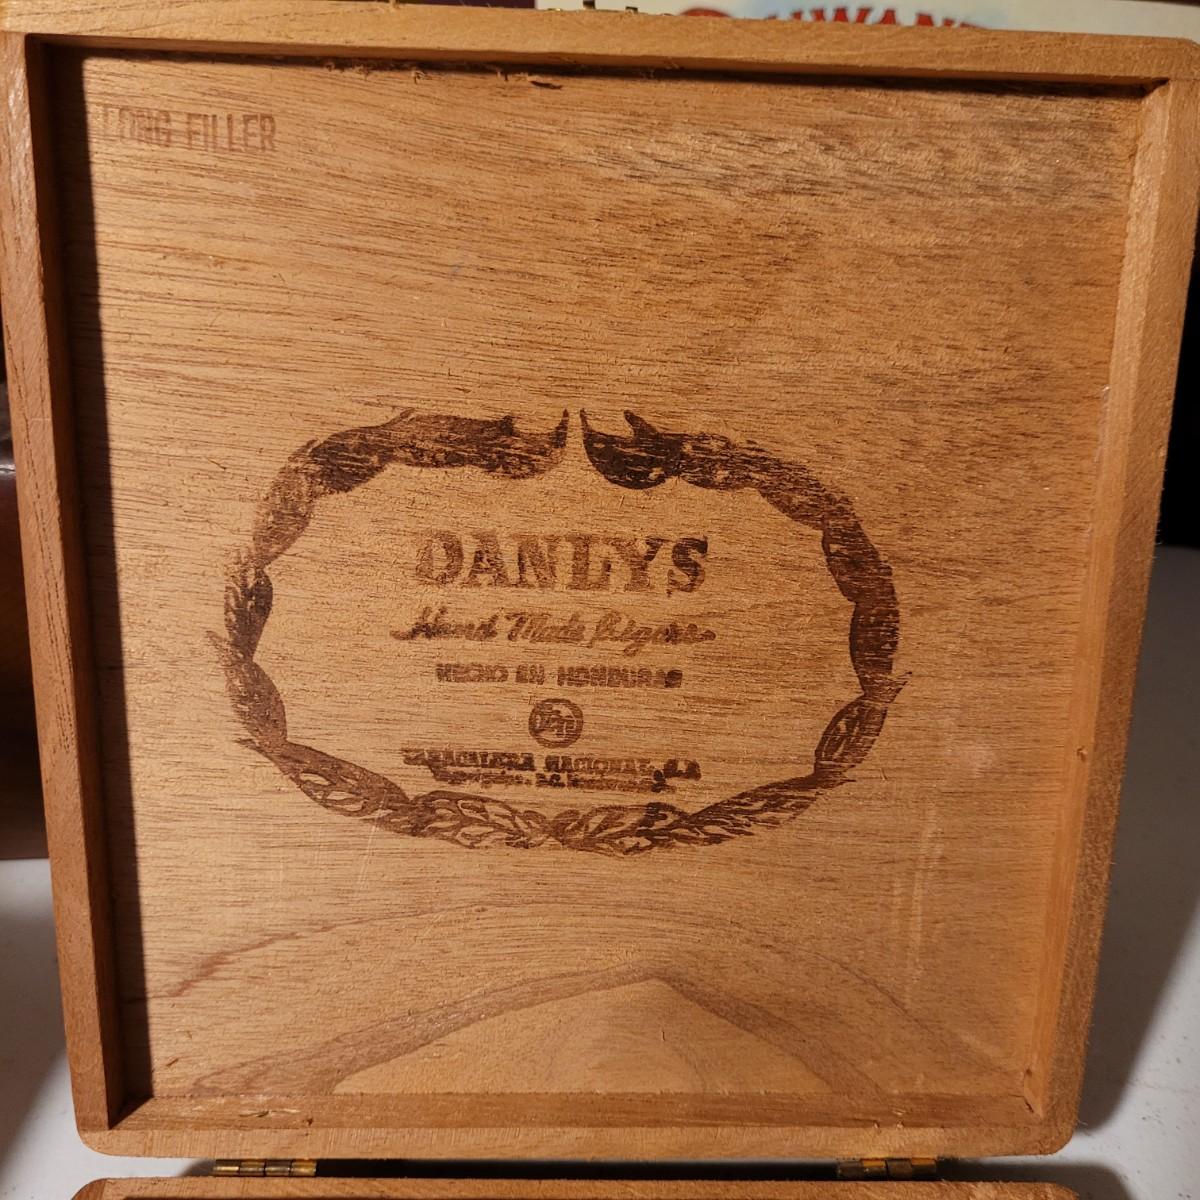 LONG FILLER
DANLYS
Hand Made Cigars
HECHO EN HONDURAS
TABACALERA NACIONAL, S.A